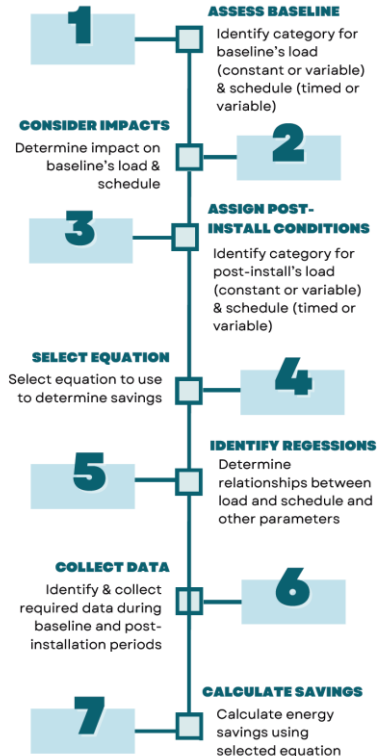 1
ASSESS BASELINE
Identify category for
baseline's load
(constant or variable)
& schedule (timed or
variable)
CONSIDER IMPACTS
Determine impact on
baseline's load &
schedule
2
3
ASSIGN POST-
INSTALL CONDITIONS
Identify category for
post-install's load
(constant or variable)
& schedule (timed or
variable)
SELECT EQUATION
Select equation to use
to determine savings
4
5
IDENTIFY REGESSIONS
Determine
relationships between
load and schedule and
other parameters
COLLECT DATA
Identify & collect
required data during
baseline and post-
installation periods
6
7
CALCULATE SAVINGS
Calculate energy
savings using
selected equation